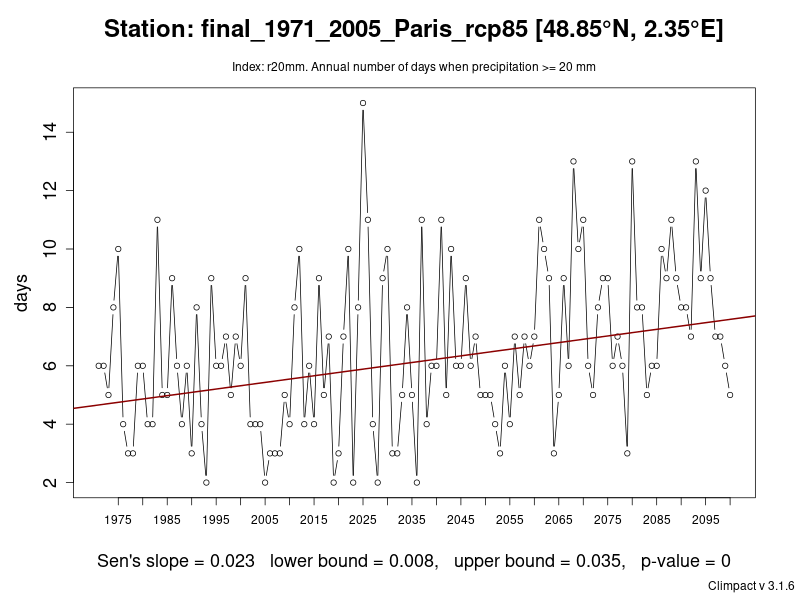 Station: final_1971_2005_Paris_rcp85 [48.85°N, 2.35°E]
Index: r20mm. Annual number of days when precipitation >= 20 mm
days
14
12
10
8
6
4
2
1975 1985 1995 2005 2015 2025 2035 2045 2055 2065 2075 2085 2095
Sen's slope = 0.023 lower bound = 0.008, upper bound = 0.035, p-value = 0
Climpact v 3.1.6